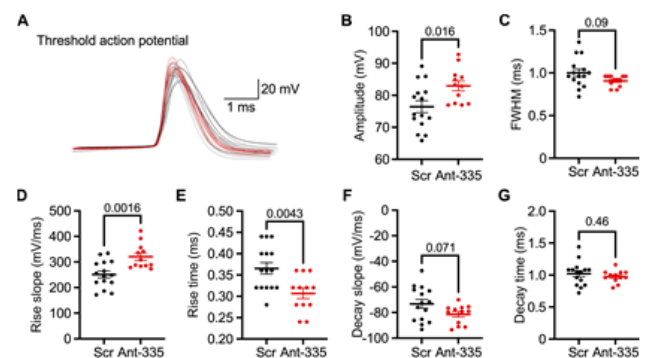 A
Threshold action potential
20 mV
1 ms
B
0.016
Amplitude (mV)
90
80
70
60
Scr Ant-335
C
0.09
FWHM (ms)
1.5
1.0
0.5
0
Scr Ant-335
D
0.0016
Rise slope (mV/ms)
500
400
300
200
100
0
Scr Ant-335
E
0.0043
Rise time (ms)
0.50
0.45
0.40
0.35
0.30
0.25
0.20
Scr Ant-335
F
0.071
Decay slope (mV/ms)
0
-20
-40
-60
-80
-100
Scr Ant-335
G
0.46
Decay time (ms)
2.0
1.5
1.0
0.5
0
Scr Ant-335